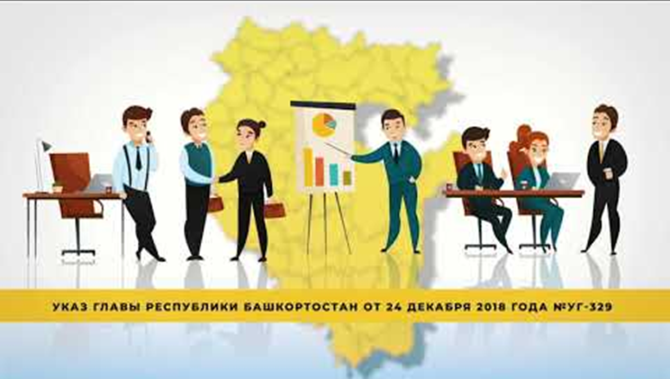 УКАЗ ГЛАВЫ РЕСПУБЛИКИ БАШКОРТОСТАН ОТ 24 ДЕКАБРЯ 2018 ГОДА №УГ-329